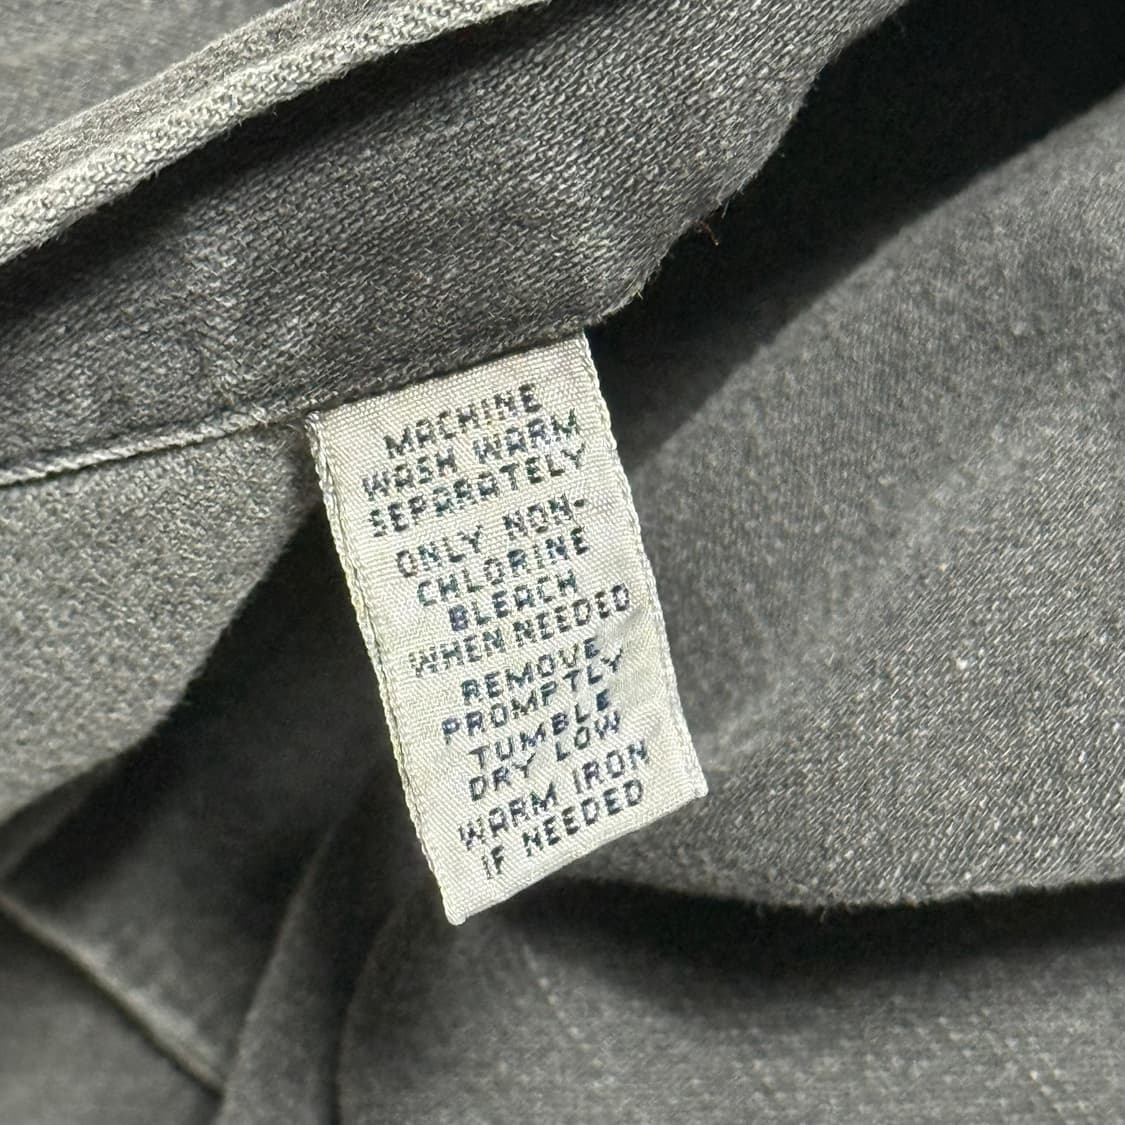 MACHINE
WASH WARM
SEPARATELY
ONLY NON-
CHLORINE
BLEACH
WHEN NEEDED
REMOVE
PROMPTLY
TUMBLE
DRY LOW
WARM IRON
IF NEEDED